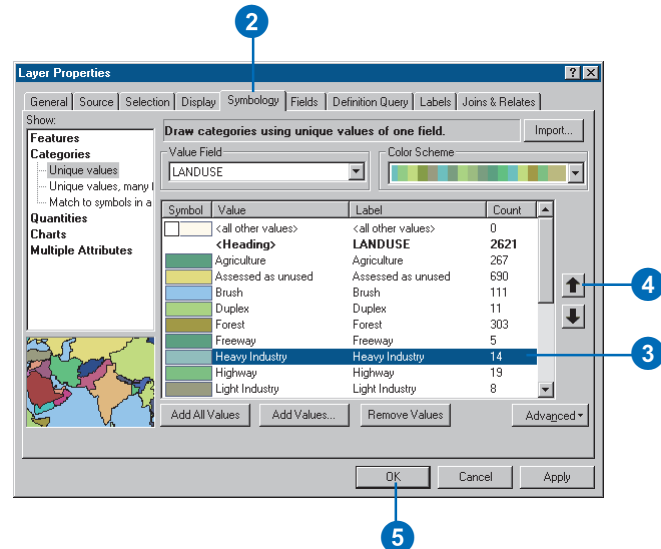 2
Layer Properties
General Source Selection Display Symbology Fields Definition Query Labels Joins & Relates
Show:
Features
Categories
Unique values
Unique values, many
Match to symbols in a
Quantities
Charts
Multiple Attributes
Draw categories using unique values of one field.
Import...
Value Field
LANDUSE
Color Scheme
Symbol Value Label Count
<all other values> <all other values> 0
<Heading> LANDUSE 2621
Agriculture Agriculture 267
Assessed as unused Assessed as unused 690
Brush Brush 111
Duplex Duplex 11
Forest Forest 303
Freeway Freeway 5
Heavy Industry Heavy Industry 14
Highway Highway 19
Light Industry Light Industry 8
4
3
Add All Values Add Values... Remove Values Advanced
OK Cancel Apply
5